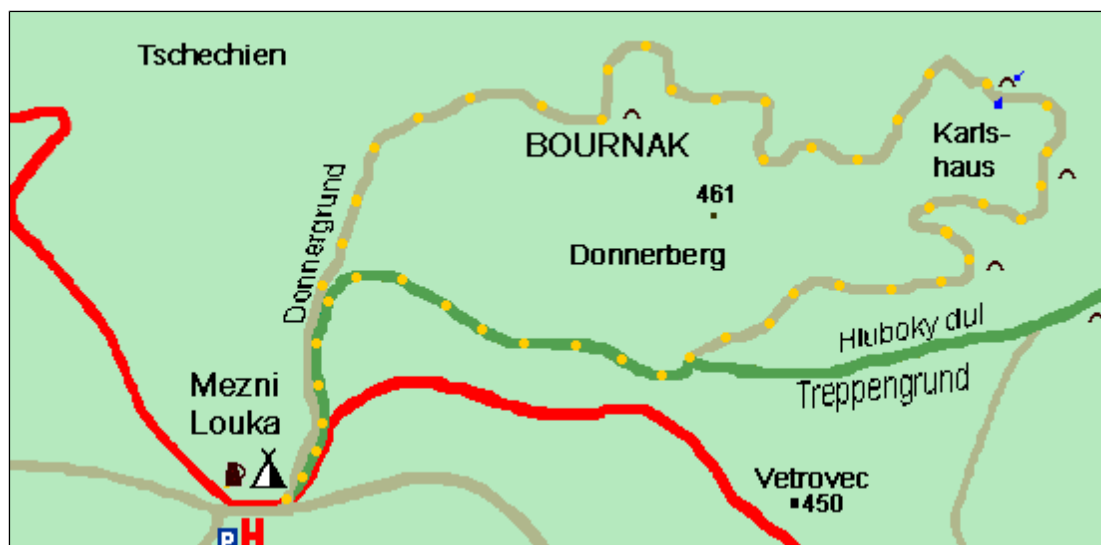 Tschechien
BOURNAK
Karls-
haus
461
Donnergrund
Donnerberg
Hluboky dul
Treppengrund
Mezni
Louka
Vetrovec
450
P
H